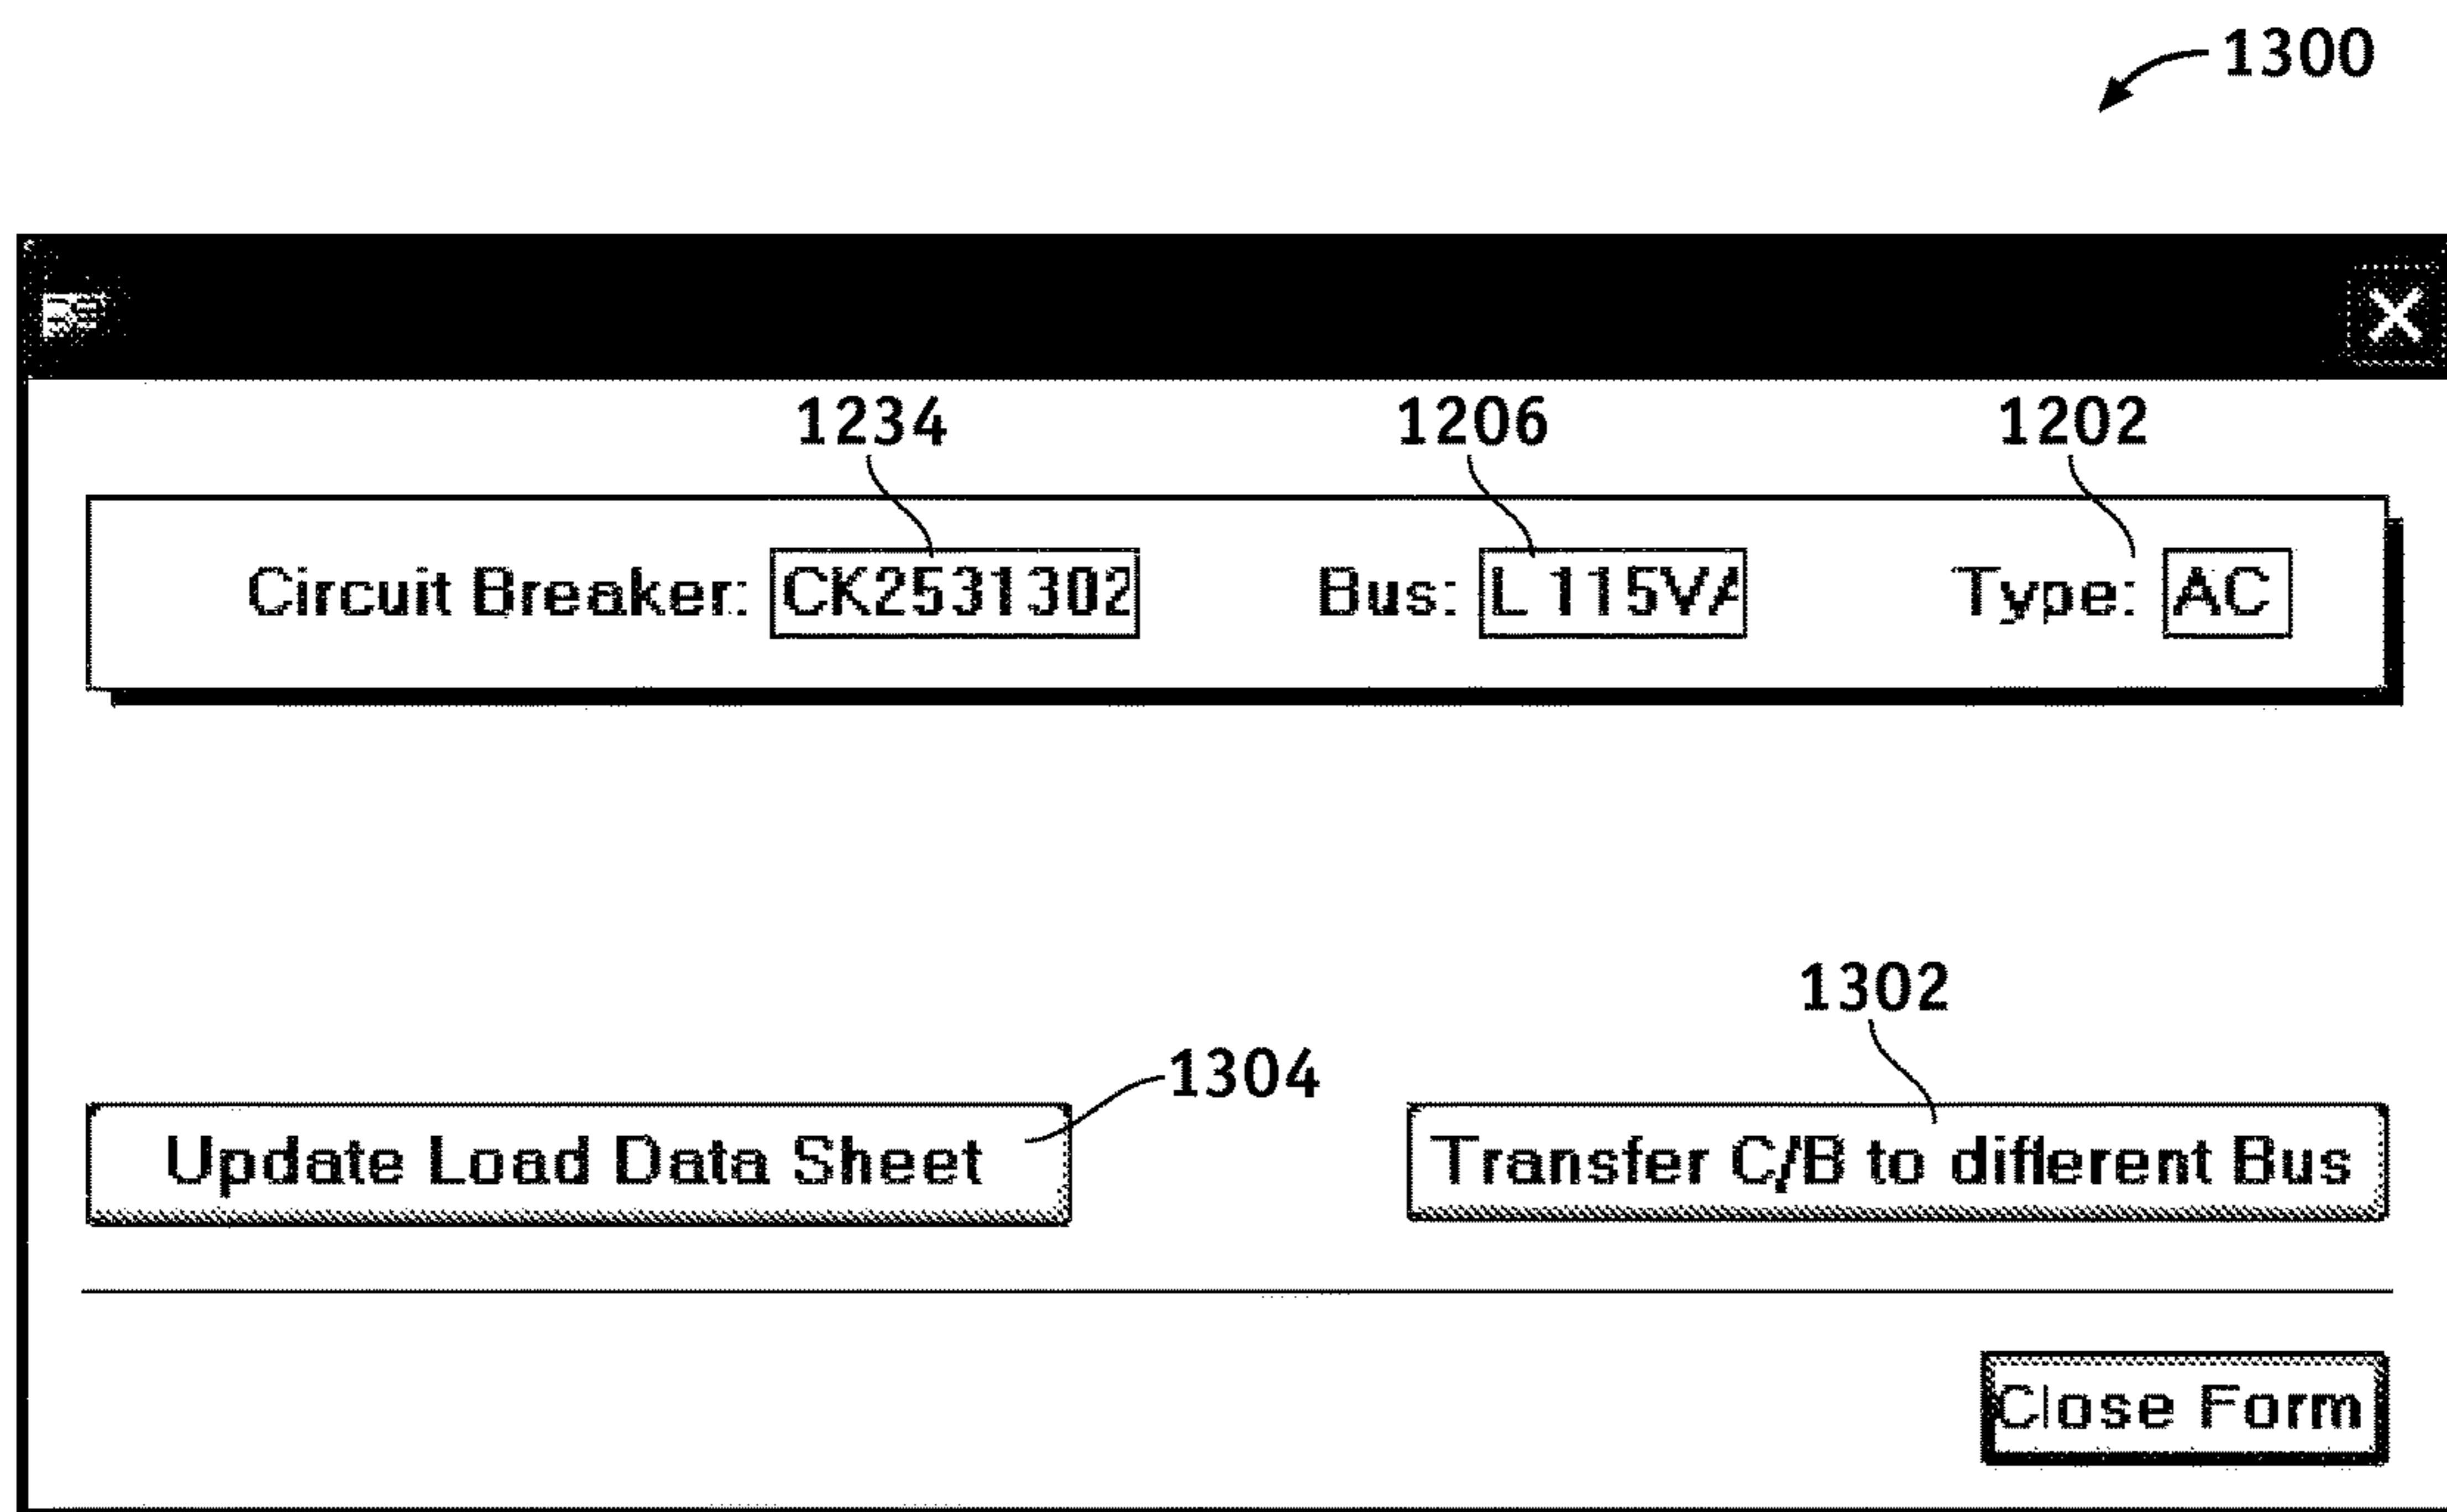 1300
1234 1206 1202
Circuit Breaker: CK2531302 Bus: L 115VA Type: AC
1302
1304
Update Load Data Sheet Transfer C/B to different Bus
Close Form